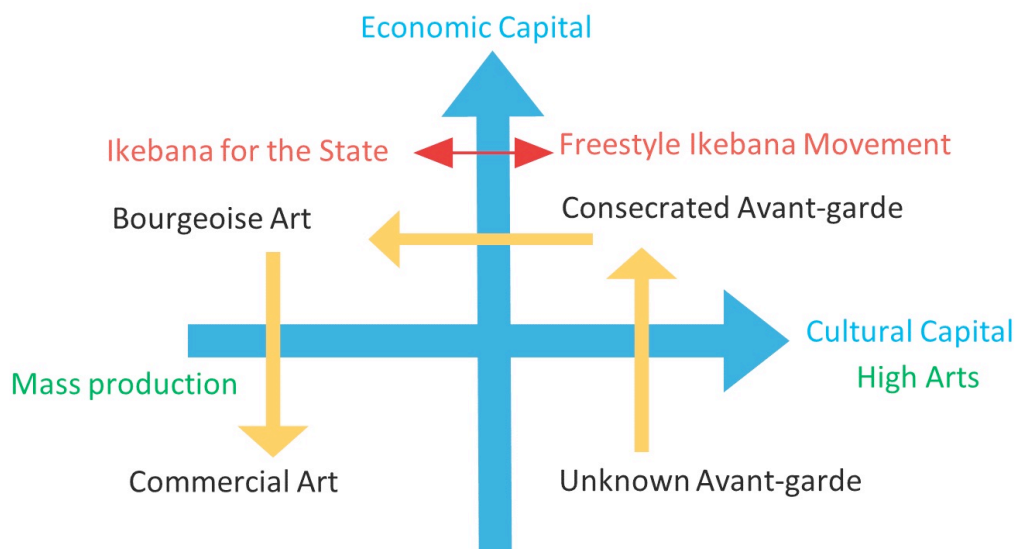 Economic Capital
Ikebana for the State
Freestyle Ikebana Movement
Bourgeoise Art
Consecrated Avant-garde
Cultural Capital
Mass production
High Arts
Commercial Art
Unknown Avant-garde